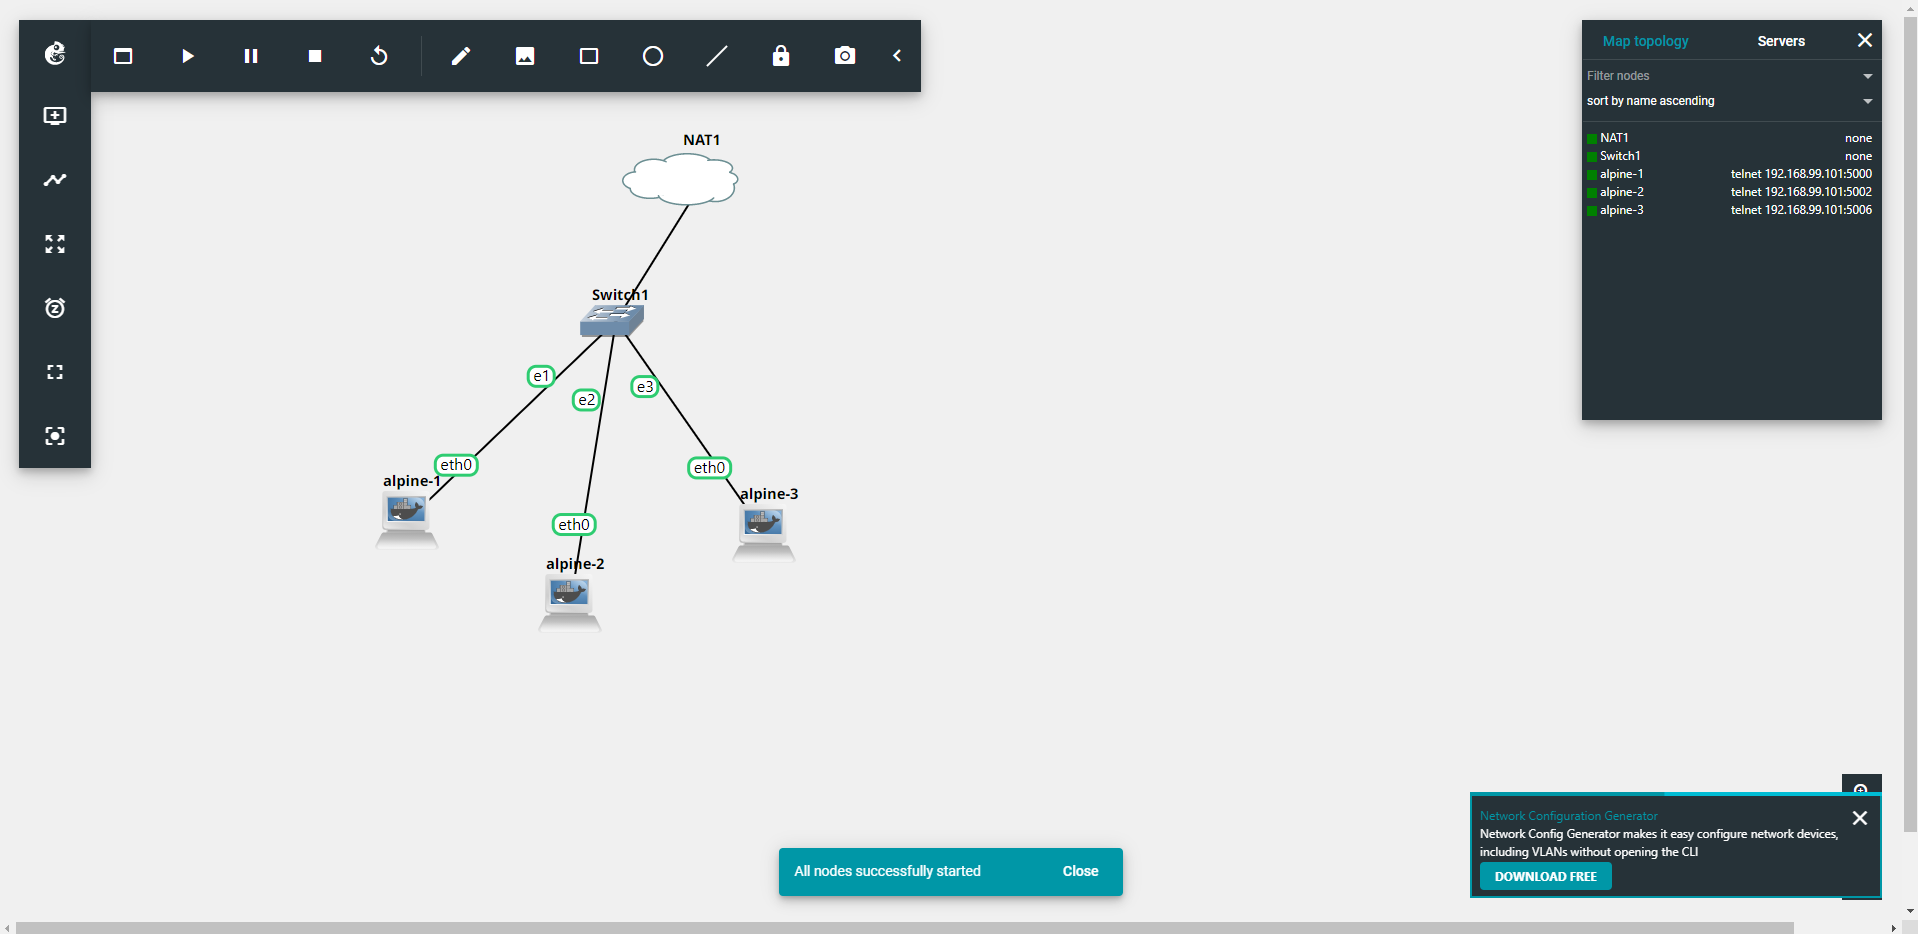 Map topology Servers
Filter nodes
sort by name ascending
NAT1 none
Switch1 none
alpine-1 telnet 192.168.99.101:5000
alpine-2 telnet 192.168.99.101:5002
alpine-3 telnet 192.168.99.101:5006
NAT1
Switch1
e1
e3
e2
eth0
eth0
alpine-1
alpine-3
eth0
alpine-2
Network Configuration Generator
Network Config Generator makes it easy configure network devices,
including VLANs without opening the CLI
DOWNLOAD FREE
All nodes successfully started Close